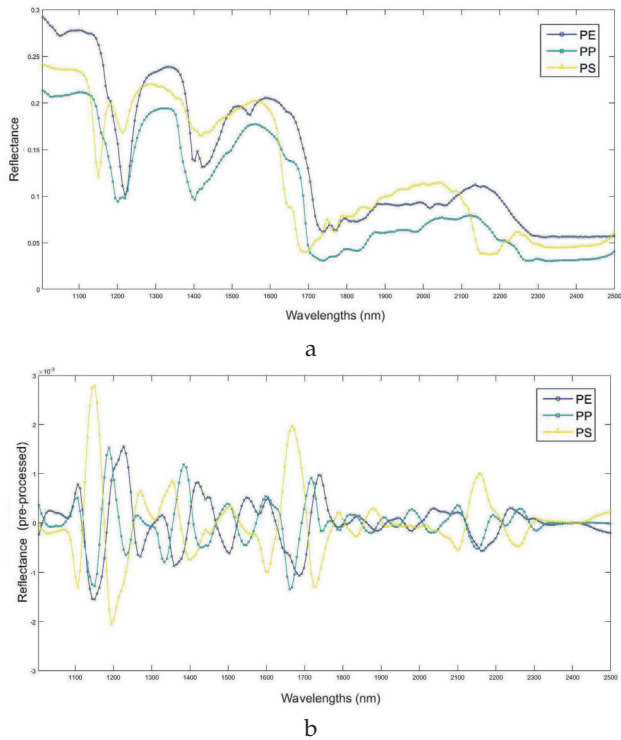 0.3
0.25
0.2
0.15
0.1
0.05
0
Reflectance
PE
PP
PS
1100 1200 1300 1400 1500 1600 1700 1800 1900 2000 2100 2200 2300 2400 2500
Wavelengths (nm)
a
×10⁻³
3
2
1
0
-1
-2
-3
Reflectance (pre-processed)
PE
PP
PS
1100 1200 1300 1400 1500 1600 1700 1800 1900 2000 2100 2200 2300 2400 2500
Wavelengths (nm)
b